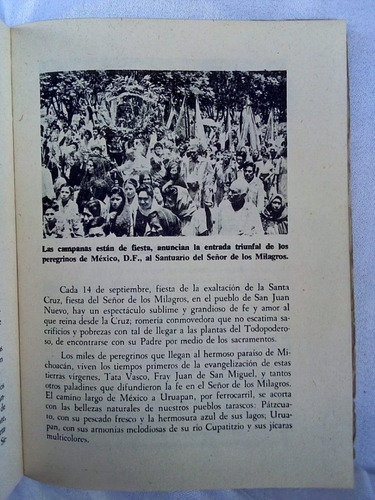 Las campanas están de fiesta, anuncian la entrada triunfal de los
peregrinos de México, D.F., al Santuario del Señor de los Milagros.
Cada 14 de septiembre, fiesta de la exaltación de la Santa
Cruz, fiesta del Señor de los Milagros, en el pueblo de San Juan
Nuevo, hay un espectáculo sublime y grandioso de fe y amor al
que reina desde la Cruz; romería conmovedora que no escatima sa-
crificios y pobrezas con tal de llegar a las plantas del Todopodero-
so, de encontrarse con su Padre por medio de los sacramentos.
Los miles de peregrinos que llegan al hermoso paraíso de Mi-
choacán, viven los tiempos primeros de la evangelización de estas
tierras vírgenes, Tata Vasco, Fray Juan de San Miguel, y tantos
otros paladines que difundieron la fe en el Señor de los Milagros.
El camino largo de México a Uruapan, por ferrocarril, se acorta
con las bellezas naturales de nuestros pueblos tarascos: Pátzcua-
ro, con su pescado fresco y la hermosura azul de sus lagos; Urua-
pan, con sus armonías melodiosas de su río Cupatitzio y sus jícaras
multicolores.